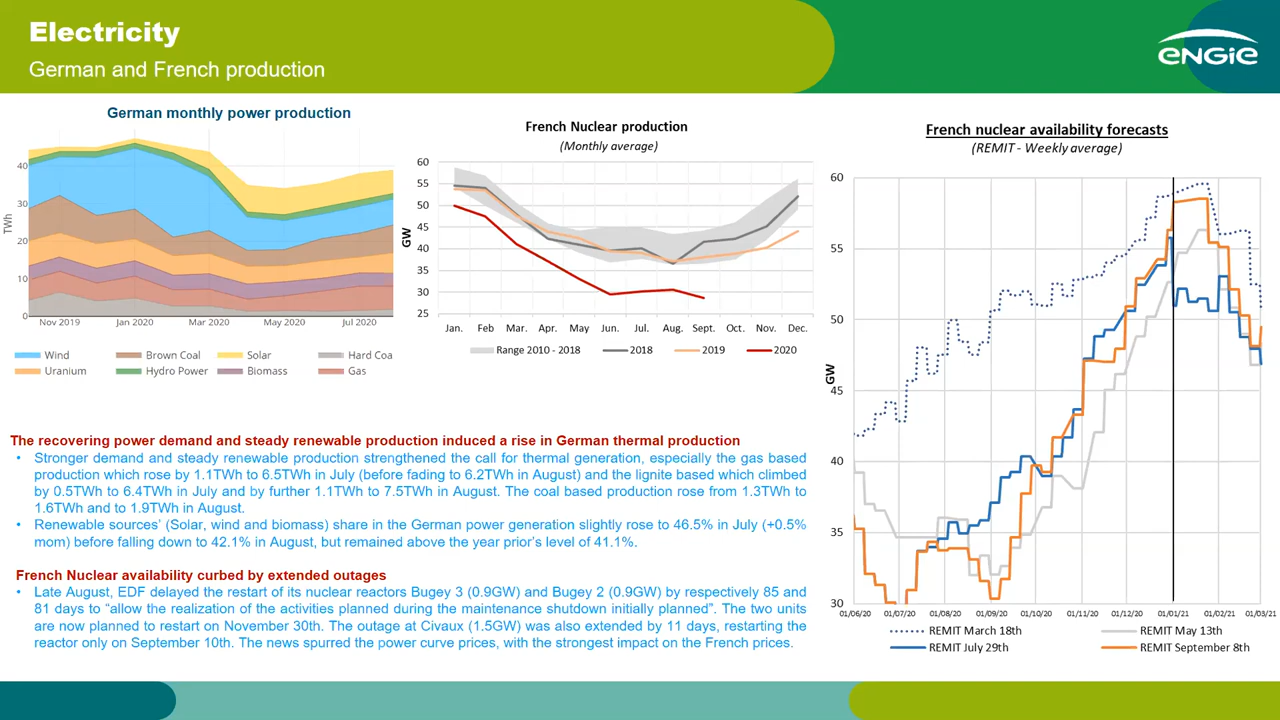 Electricity
German and French production
ENGIE
German monthly power production
TWh
40
30
20
10
0
Nov 2019 Jan 2020 Mar 2020 May 2020 Jul 2020
Wind Brown Coal Solar Hard Coa
Uranium Hydro Power Biomass Gas
French Nuclear production
(Monthly average)
GW
60
55
50
45
40
35
30
25
Jan. Feb Mar. Apr. May Jun. Jul. Aug. Sept. Oct. Nov. Dec.
Range 2010 - 2018 2018 2019 2020
French nuclear availability forecasts
(REMIT - Weekly average)
GW
60
55
50
45
40
35
30
01/06/20 01/07/20 01/08/20 01/09/20 01/10/20 01/11/20 01/12/20 01/01/21 01/02/21 01/03/21
REMIT March 18th REMIT May 13th
REMIT July 29th REMIT September 8th
The recovering power demand and steady renewable production induced a rise in German thermal production
• Stronger demand and steady renewable production strengthened the call for thermal generation, especially the gas based
production which rose by 1.1TWh to 6.5TWh in July (before fading to 6.2TWh in August) and the lignite based which climbed
by 0.5TWh to 6.4TWh in July and by further 1.1TWh to 7.5TWh in August. The coal based production rose from 1.3TWh to
1.6TWh and to 1.9TWh in August.
• Renewable sources' (Solar, wind and biomass) share in the German power generation slightly rose to 46.5% in July (+0.5%
mom) before falling down to 42.1% in August, but remained above the year prior's level of 41.1%.
French Nuclear availability curbed by extended outages
• Late August, EDF delayed the restart of its nuclear reactors Bugey 3 (0.9GW) and Bugey 2 (0.9GW) by respectively 85 and
81 days to "allow the realization of the activities planned during the maintenance shutdown initially planned". The two units
are now planned to restart on November 30th. The outage at Civaux (1.5GW) was also extended by 11 days, restarting the
reactor only on September 10th. The news spurred the power curve prices, with the strongest impact on the French prices.